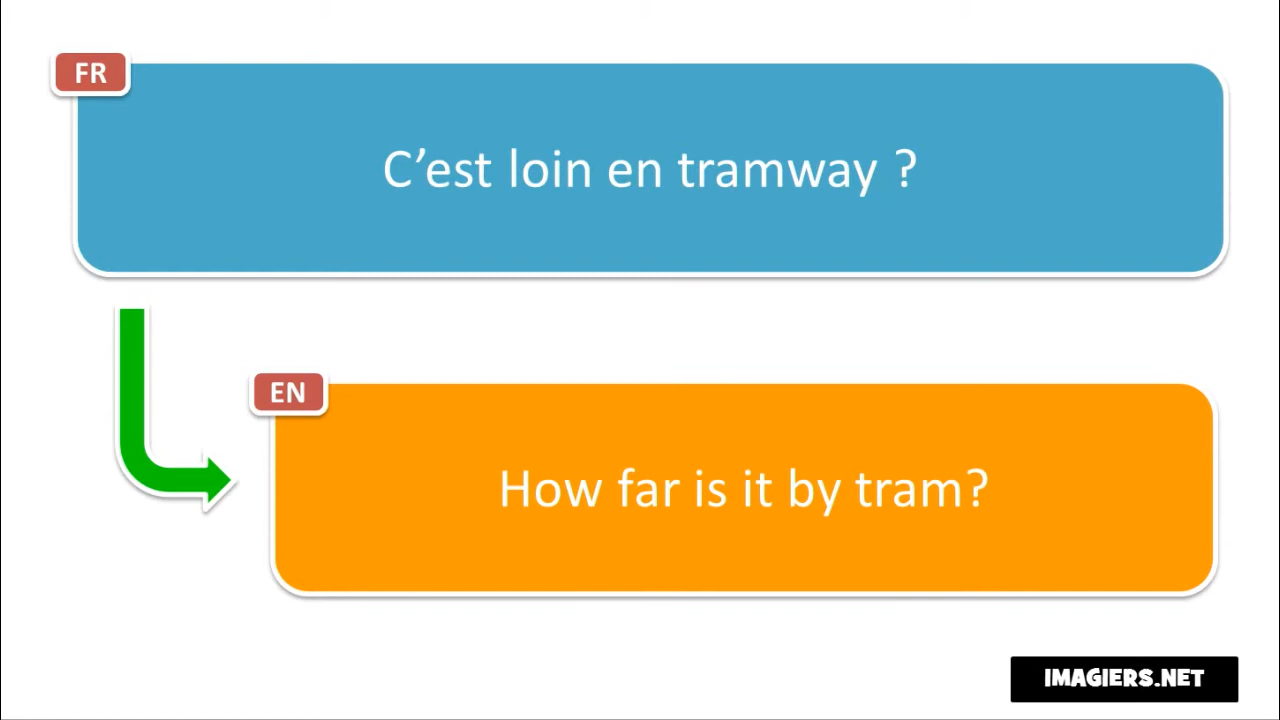 FR
C’est loin en tramway ?
EN
How far is it by tram?
IMAGIERS.NET